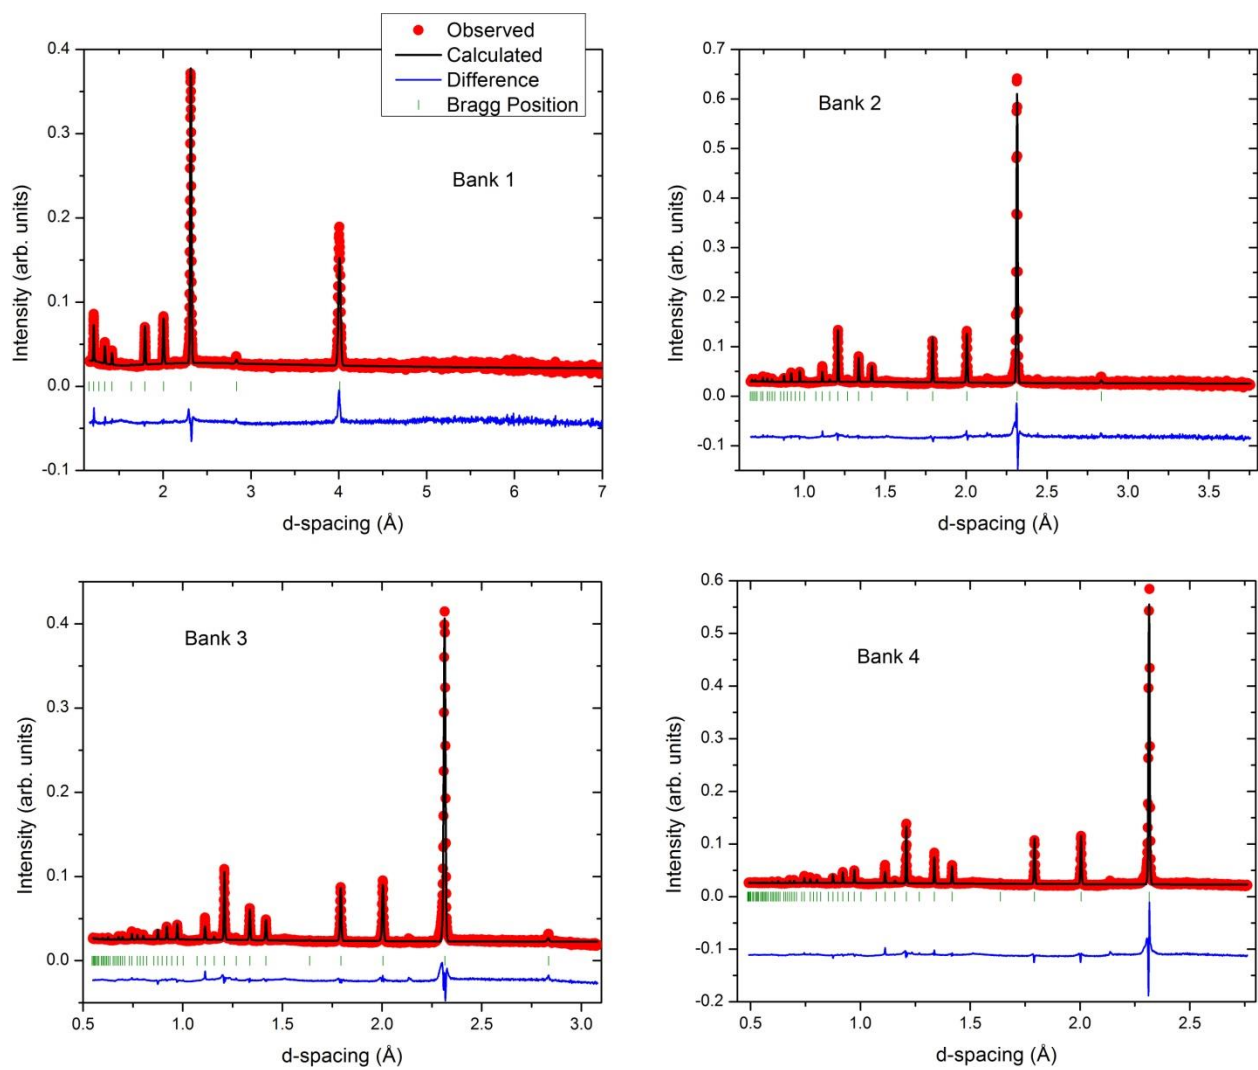 Observed
Calculated
Difference
Bragg Position
Bank 1
Intensity (arb. units)
0.4
0.3
0.2
0.1
0.0
-0.1
2 3 4 5 6 7
d-spacing (Å)
Bank 2
Intensity (arb. units)
0.7
0.6
0.5
0.4
0.3
0.2
0.1
0.0
-0.1
1.0 1.5 2.0 2.5 3.0 3.5
d-spacing (Å)
Bank 3
Intensity (arb. units)
0.4
0.3
0.2
0.1
0.0
0.5 1.0 1.5 2.0 2.5 3.0
d-spacing (Å)
Bank 4
Intensity (arb. units)
0.6
0.5
0.4
0.3
0.2
0.1
0.0
-0.1
-0.2
0.5 1.0 1.5 2.0 2.5
d-spacing (Å)